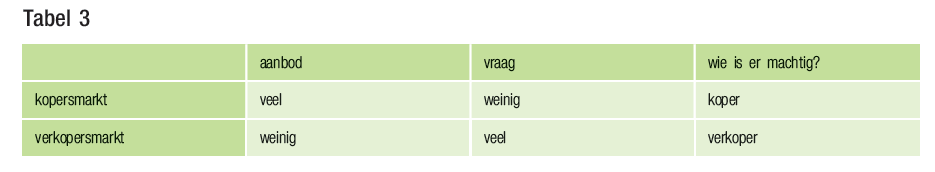 Tabel 3
aanbod vraag wie is er machtig?
kopersmarkt veel weinig koper
verkopersmarkt weinig veel verkoper